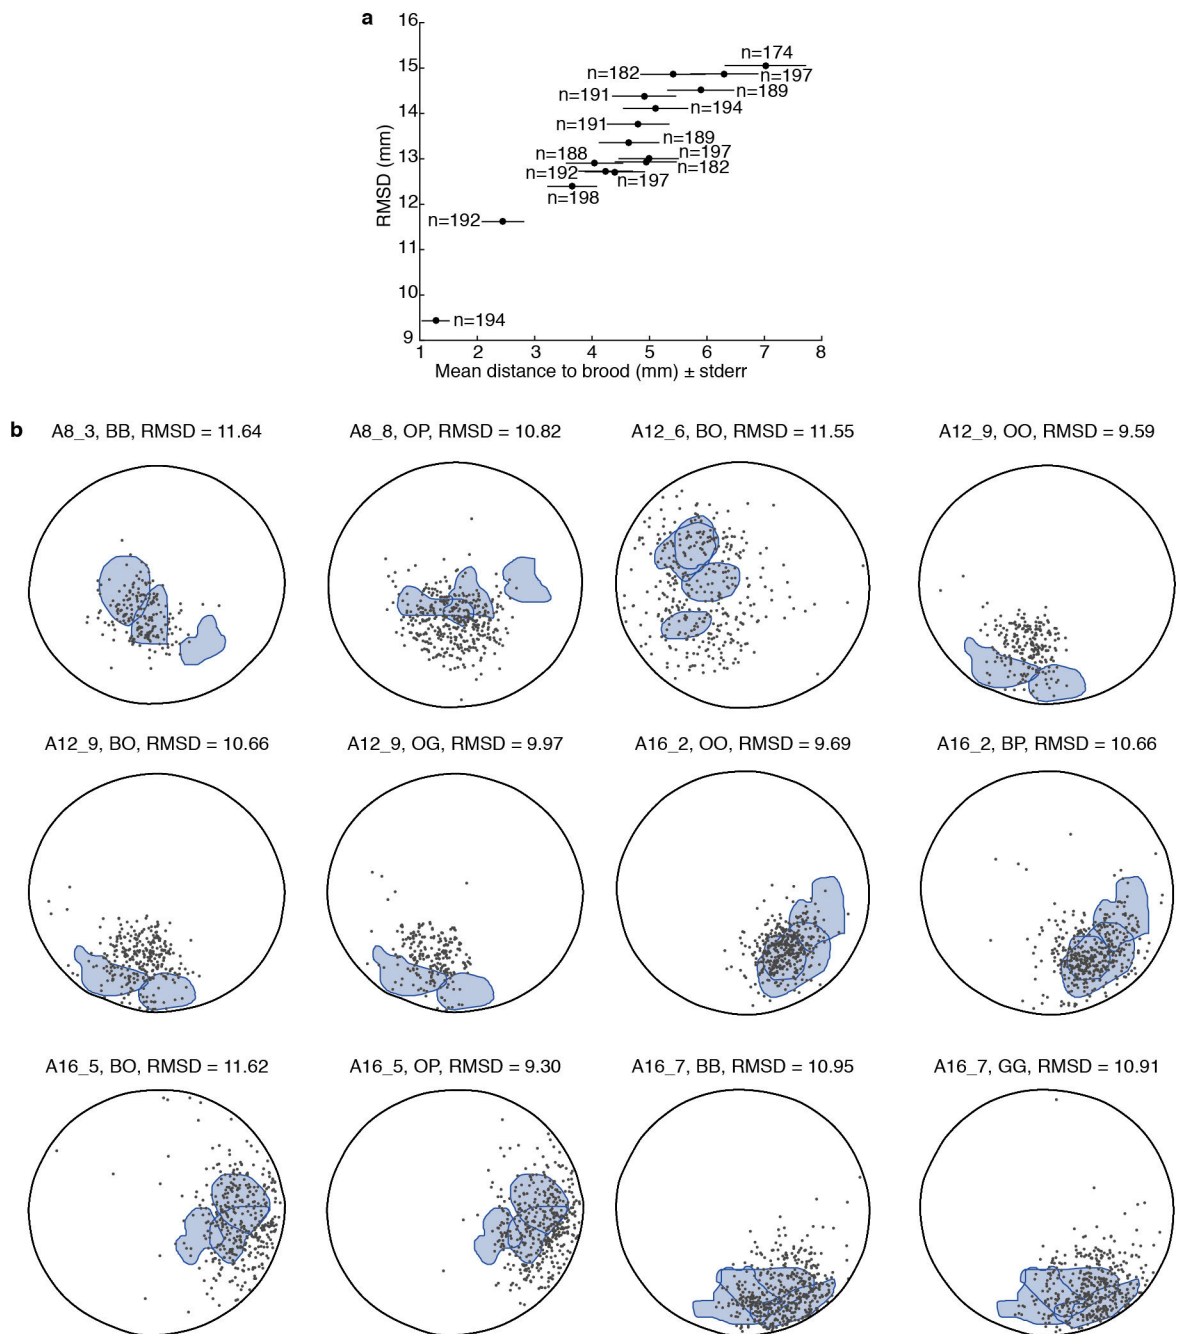 a
16
15
14
13
12
11
10
9
RMSD (mm)
n=174
n=182
n=197
n=189
n=191
n=194
n=191
n=189
n=188
n=197
n=182
n=192
n=197
n=198
n=192
n=194
1 2 3 4 5 6 7 8
Mean distance to brood (mm) ± stderr
b
A8_3, BB, RMSD = 11.64
A8_8, OP, RMSD = 10.82
A12_6, BO, RMSD = 11.55
A12_9, OO, RMSD = 9.59
A12_9, BO, RMSD = 10.66
A12_9, OG, RMSD = 9.97
A16_2, OO, RMSD = 9.69
A16_2, BP, RMSD = 10.66
A16_5, BO, RMSD = 11.62
A16_5, OP, RMSD = 9.30
A16_7, BB, RMSD = 10.95
A16_7, GG, RMSD = 10.91